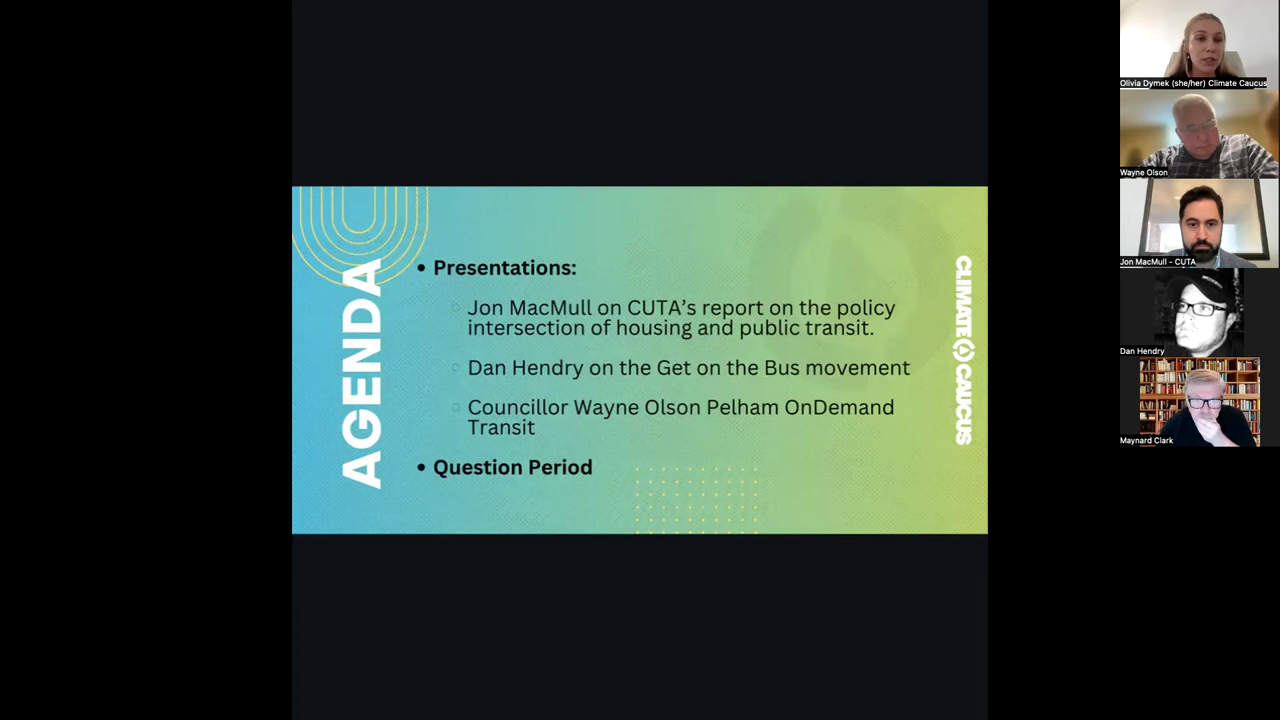 AGENDA
• Presentations:
Jon MacMull on CUTA’s report on the policy
intersection of housing and public transit.
Dan Hendry on the Get on the Bus movement
Councillor Wayne Olson Pelham OnDemand
Transit
• Question Period
CLIMATE CAUCUS
Olivia Dymek (she/her) Climate Caucus
Wayne Olson
Jon MacMull - CUTA
Dan Hendry
Maynard Clark